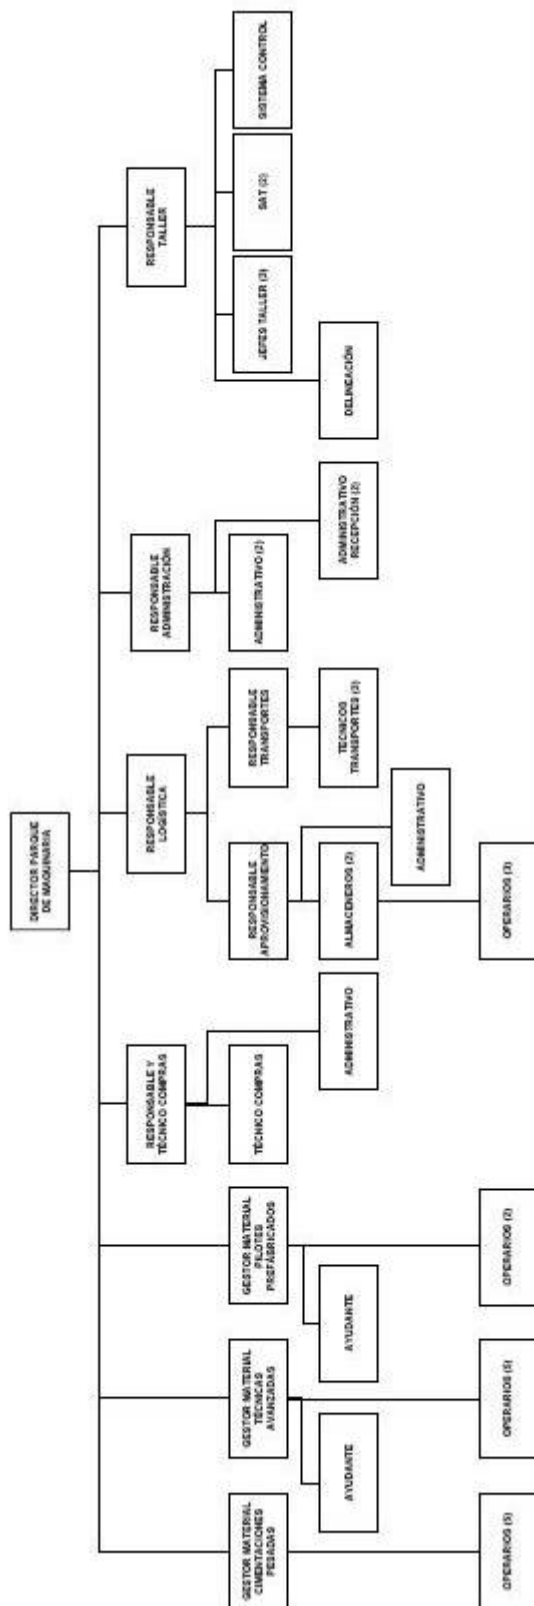 DIRECTOR PARQUE
DE MAQUINARIA
GESTOR MATERIAL
CIMENTACIONES
PESADAS
OPERARIOS (5)
GESTOR MATERIAL
TÉCNICAS
AVANZADAS
AYUDANTE
OPERARIOS (5)
GESTOR MATERIAL
PILOTES
PREFÁBRICADOS
AYUDANTE
OPERARIOS (2)
RESPONSABLE Y
TÉCNICO COMPRAS
TÉCNICO COMPRAS
ADMINISTRATIVO
RESPONSABLE
LOGÍSTICA
RESPONSABLE
APROVISIONAMIENTO
ALMACENEROS (2)
ADMINISTRATIVO
OPERARIOS (3)
RESPONSABLE
TRANSPORTES
TÉCNICOS
TRANSPORTES (3)
RESPONSABLE
ADMINISTRACIÓN
ADMINISTRATIVO (2)
ADMINISTRATIVO
RECEPCIÓN (2)
RESPONSABLE
TALLER
DELINEACIÓN
JEFES TALLER (3)
SAT (2)
SISTEMA CONTROL